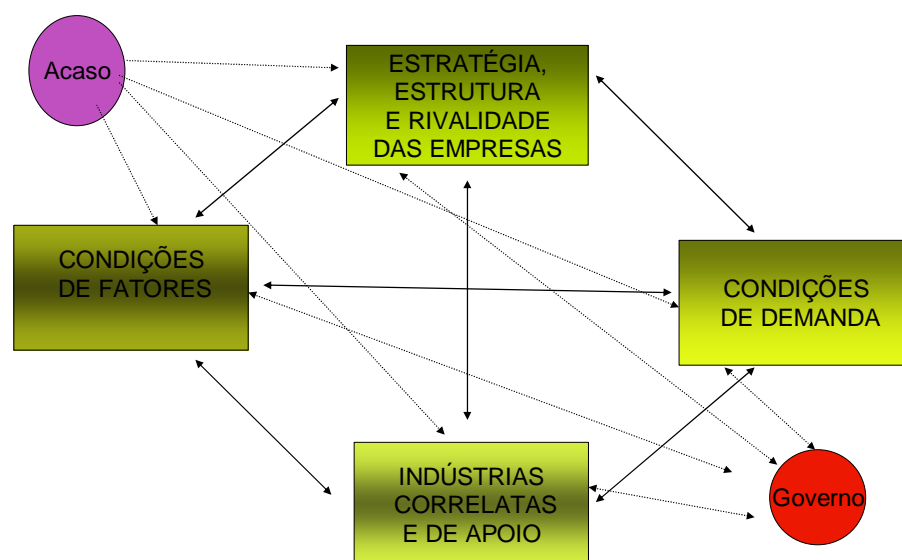 Acaso
ESTRATÉGIA,
ESTRUTURA
E RIVALIDADE
DAS EMPRESAS
CONDIÇÕES
DE FATORES
CONDIÇÕES
DE DEMANDA
INDÚSTRIAS
CORRELATAS
E DE APOIO
Governo